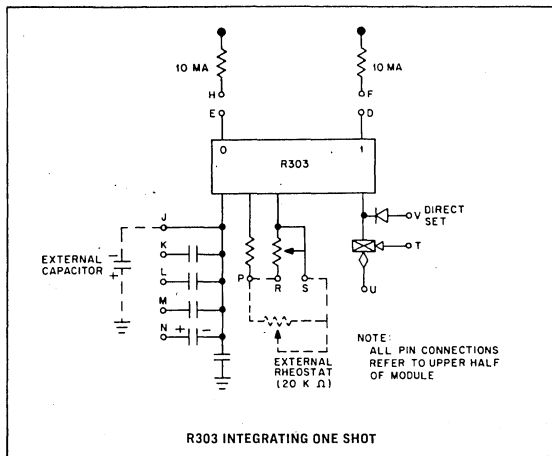 10 MA
10 MA
H
F
E
D
0
1
R303
J
V DIRECT
SET
EXTERNAL
CAPACITOR
K
T
L
P
R
S
M
U
N
NOTE:
ALL PIN CONNECTIONS
REFER TO UPPER HALF
OF MODULE
EXTERNAL
RHEOSTAT
(20 K Ω)
R303 INTEGRATING ONE SHOT